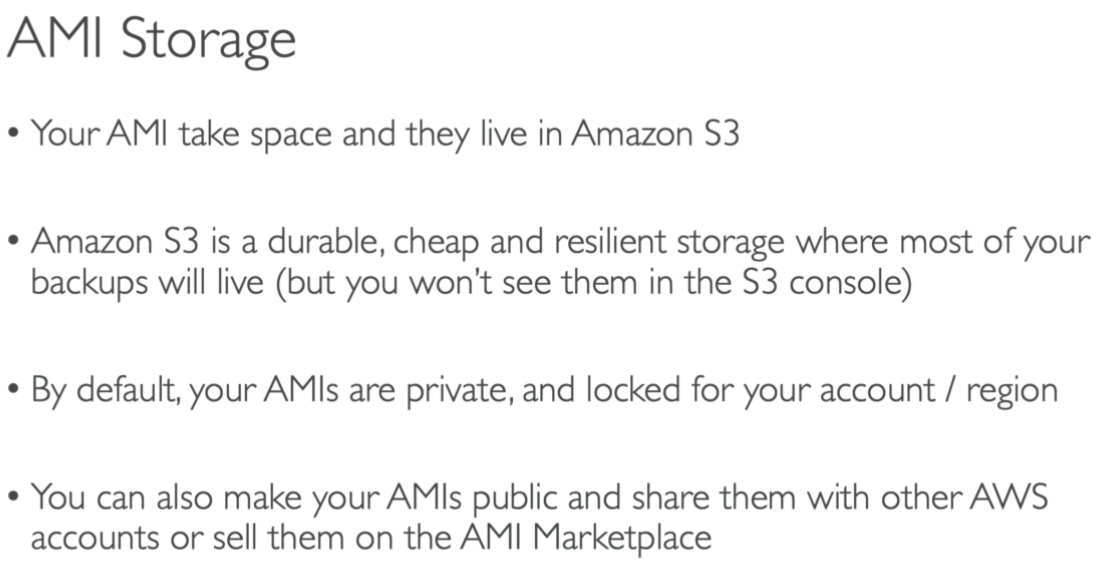 AMI Storage
• Your AMI take space and they live in Amazon S3
• Amazon S3 is a durable, cheap and resilient storage where most of your
backups will live (but you won't see them in the S3 console)
• By default, your AMIs are private, and locked for your account / region
• You can also make your AMIs public and share them with other AWS
accounts or sell them on the AMI Marketplace